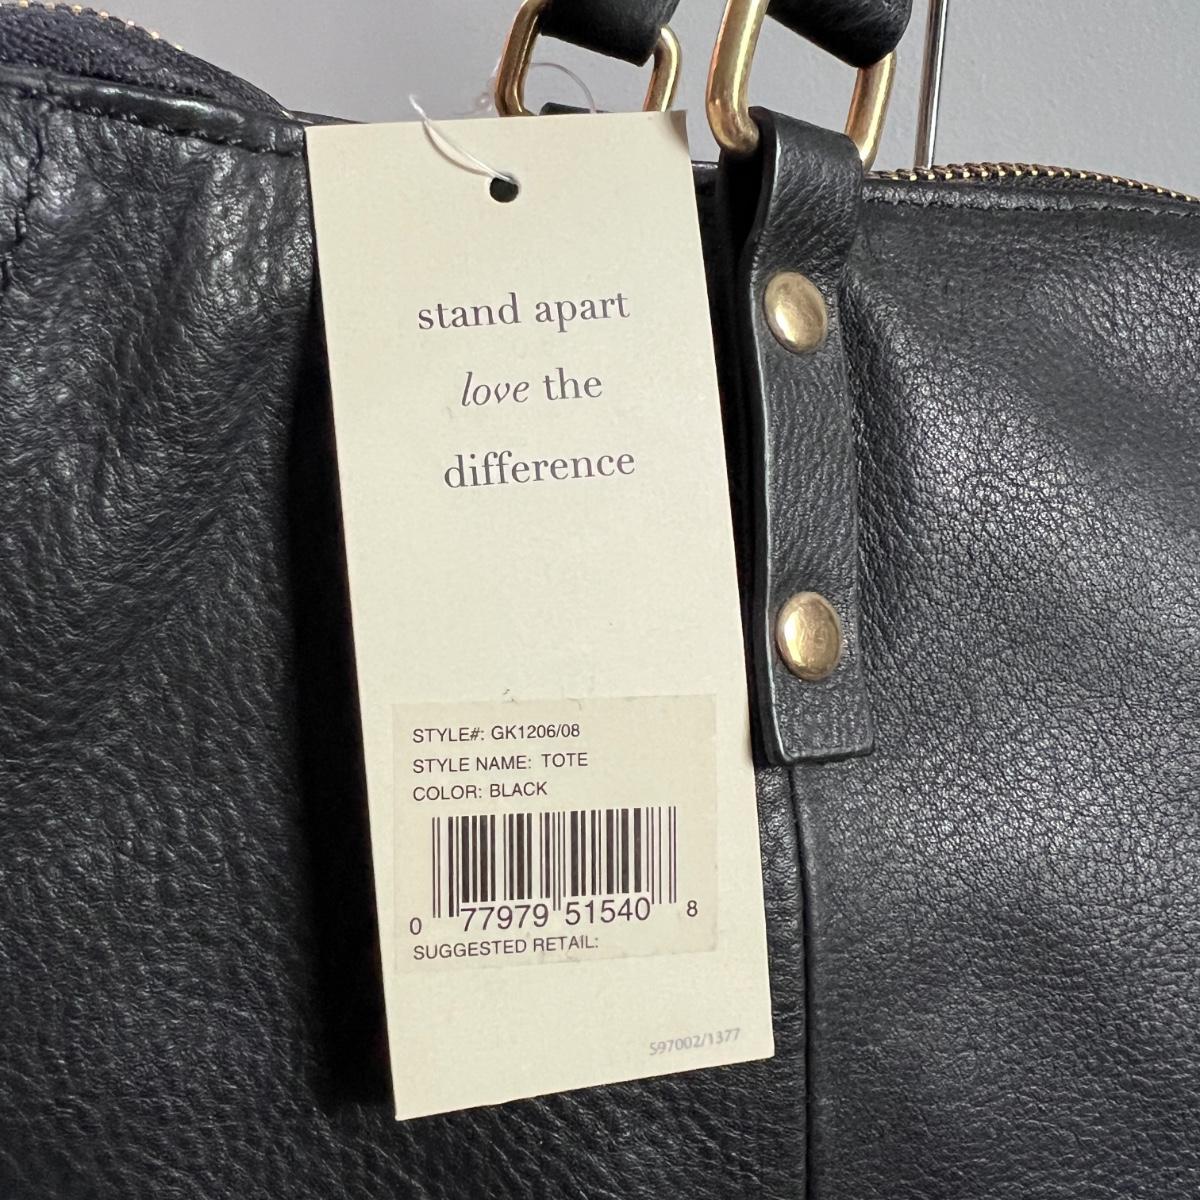 stand apart
love the
difference
STYLE#: GK1206/08
STYLE NAME: TOTE
COLOR: BLACK
0 77979 51540 8
SUGGESTED RETAIL:
S97002/1377